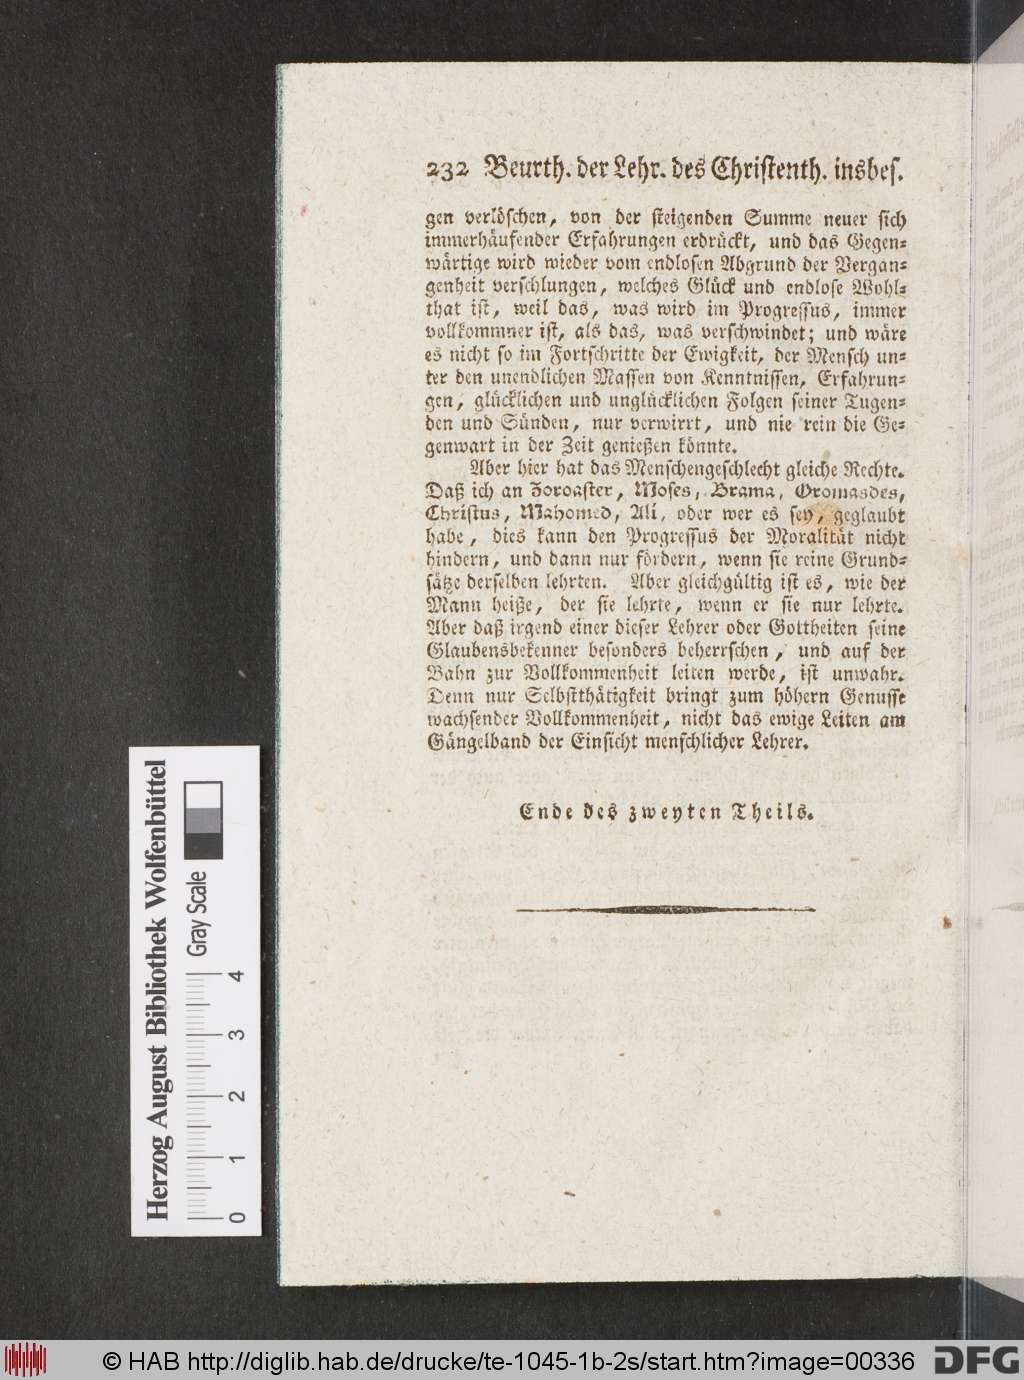 232 Beurth. der Lehr. des Christenth. insbes.
gen verlöschen, von der steigenden Summe neuer sich
immerhäufender Erfahrungen erdrückt, und das Gegen-
wärtige wird wieder vom endlosen Abgrund der Vergan-
genheit verschlungen, welches Glück und endlose Wohl-
that ist, weil das, was wird im Progressus, immer
vollkommner ist, als das, was verschwindet; und wäre
es nicht so im Fortschritte der Ewigkeit, der Mensch un-
ter den unendlichen Massen von Kenntnissen, Erfahrun-
gen, glücklichen und unglücklichen Folgen seiner Tugen-
den und Sünden, nur verwirrt, und nie rein die Ge-
genwart in der Zeit genießen könnte.
Aber hier hat das Menschengeschlecht gleiche Rechte.
Daß ich an Zoroaster, Moses, Brama, Oromasdes,
Christus, Mahomed, Ali, oder wer es sey, geglaubt
habe, dies kann den Progressus der Moralität nicht
hindern, und dann nur fördern, wenn sie reine Grund-
sätze derselben lehrten. Aber gleichgültig ist es, wie der
Mann heiße, der sie lehrte, wenn er sie nur lehrte.
Aber daß irgend einer dieser Lehrer oder Gottheiten seine
Glaubensbekenner besonders beherrschen, und auf der
Bahn zur Vollkommenheit leiten werde, ist unwahr.
Denn nur Selbstthätigkeit bringt zum höhern Genusse
wachsender Vollkommenheit, nicht das ewige Leiten am
Gängelband der Einsicht menschlicher Lehrer.
Ende des zweyten Theils.
Herzog August Bibliothek Wolfenbüttel
Gray Scale
0 1 2 3 4
© HAB http://diglib.hab.de/drucke/te-1045-1b-2s/start.htm?image=00336
DFG